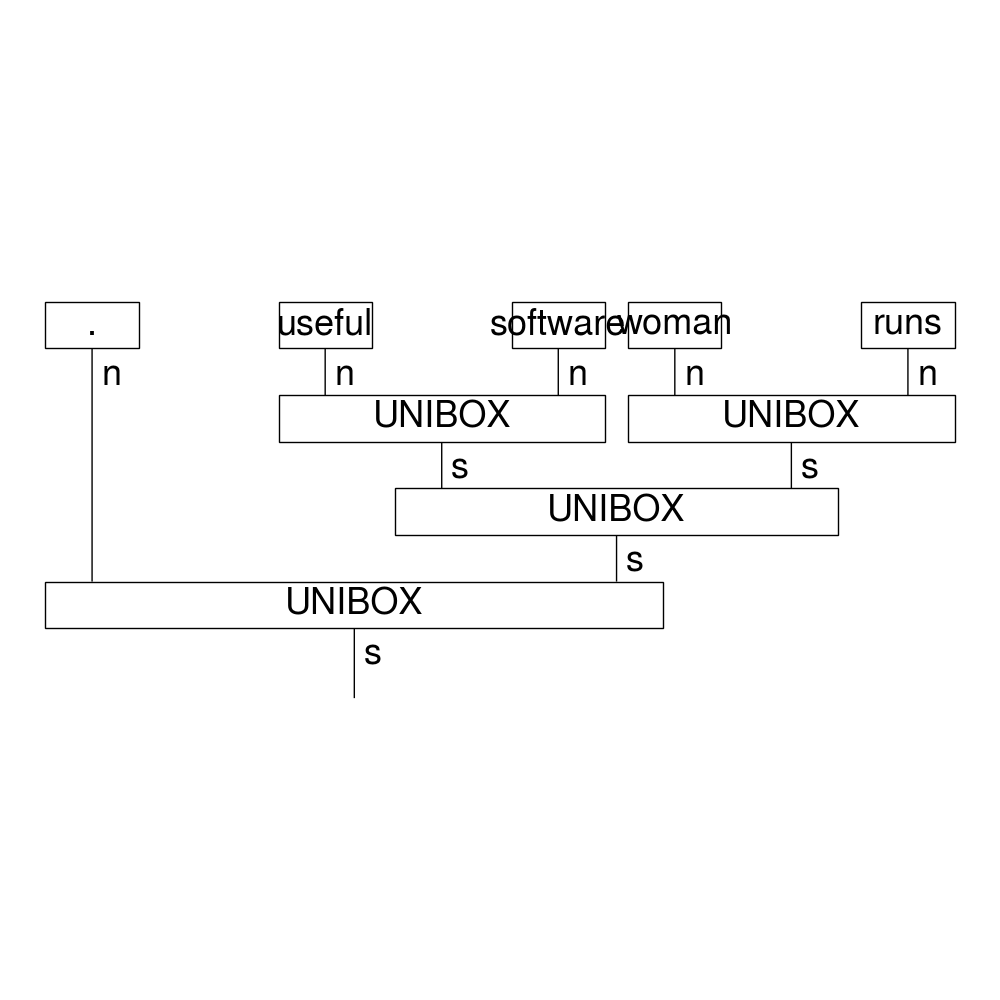 . useful software woman runs
n n n n n
UNIBOX UNIBOX
s s
UNIBOX
s
UNIBOX
s